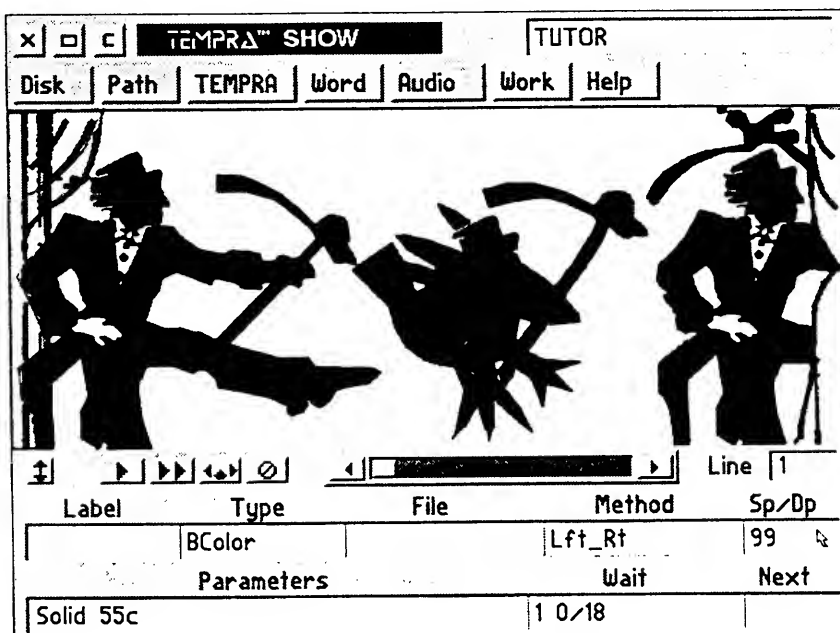 x □ c TEMPRA™ SHOW TUTOR
Disk Path TEMPRA Word Audio Work Help
Line 1
Label Type File Method Sp/Dp
BColor Lft_Rt 99
Parameters Wait Next
Solid 55c 1 0/18